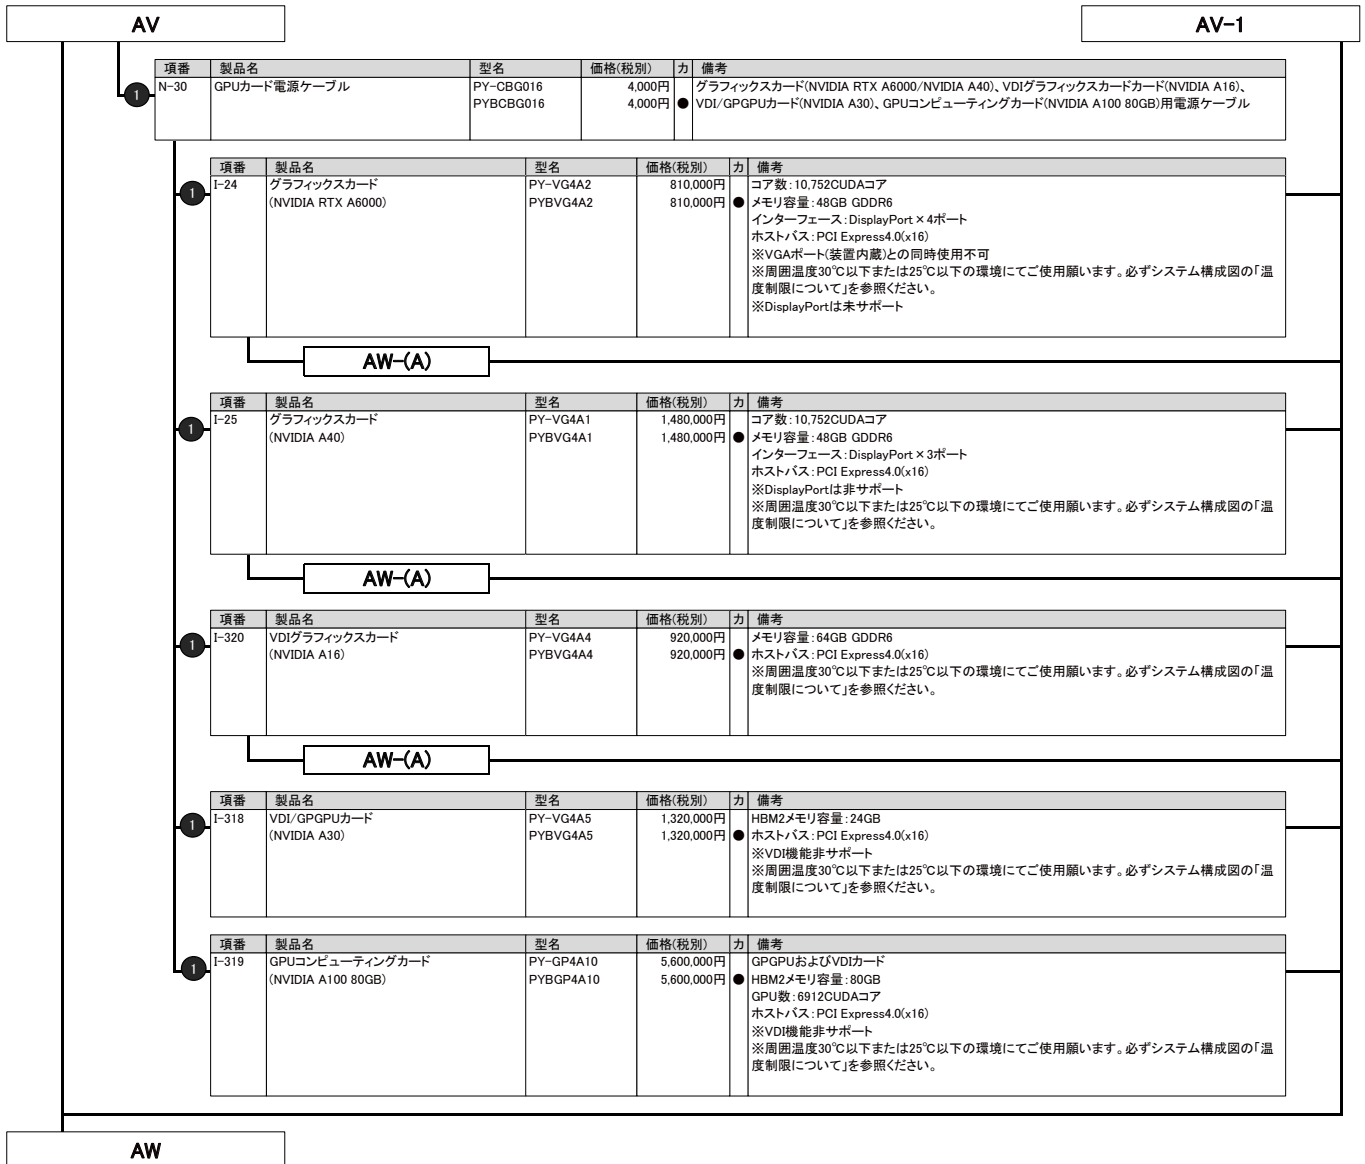 AV
AV-1
項番 製品名 型名 価格(税別) カ 備考
1
N-30 GPUカード電源ケーブル PY-CBG016 4,000円 グラフィックスカード(NVIDIA RTX A6000/NVIDIA A40)、VDIグラフィックスカードカード(NVIDIA A16)、
PYBCBG016 4,000円 ● VDI/GPGPUカード(NVIDIA A30)、GPUコンピューティングカード(NVIDIA A100 80GB)用電源ケーブル
項番 製品名 型名 価格(税別) カ 備考
1
I-24 グラフィックスカード PY-VG4A2 810,000円 コア数：10,752CUDAコア
(NVIDIA RTX A6000) PYBVG4A2 810,000円 ● メモリ容量：48GB GDDR6
インターフェース：DisplayPort×4ポート
ホストバス：PCI Express4.0(x16)
※VGAポート(装置内蔵)との同時使用不可
※周囲温度30℃以下または25℃以下の環境にてご使用願います。必ずシステム構成図の「温
度制限について」を参照ください。
※DisplayPortは未サポート
AW-(A)
項番 製品名 型名 価格(税別) カ 備考
1
I-25 グラフィックスカード PY-VG4A1 1,480,000円 コア数：10,752CUDAコア
(NVIDIA A40) PYBVG4A1 1,480,000円 ● メモリ容量：48GB GDDR6
インターフェース：DisplayPort×3ポート
ホストバス：PCI Express4.0(x16)
※DisplayPortは非サポート
※周囲温度30℃以下または25℃以下の環境にてご使用願います。必ずシステム構成図の「温
度制限について」を参照ください。
AW-(A)
項番 製品名 型名 価格(税別) カ 備考
1
I-320 VDIグラフィックスカード PY-VG4A4 920,000円 メモリ容量：64GB GDDR6
(NVIDIA A16) PYBVG4A4 920,000円 ● ホストバス：PCI Express4.0(x16)
※周囲温度30℃以下または25℃以下の環境にてご使用願います。必ずシステム構成図の「温
度制限について」を参照ください。
AW-(A)
項番 製品名 型名 価格(税別) カ 備考
1
I-318 VDI/GPGPUカード PY-VG4A5 1,320,000円 HBM2メモリ容量：24GB
(NVIDIA A30) PYBVG4A5 1,320,000円 ● ホストバス：PCI Express4.0(x16)
※VDI機能非サポート
※周囲温度30℃以下または25℃以下の環境にてご使用願います。必ずシステム構成図の「温
度制限について」を参照ください。
項番 製品名 型名 価格(税別) カ 備考
1
I-319 GPUコンピューティングカード PY-GP4A10 5,600,000円 GPGPUおよびVDIカード
(NVIDIA A100 80GB) PYBGP4A10 5,600,000円 ● HBM2メモリ容量：80GB
GPU数：6912CUDAコア
ホストバス：PCI Express4.0(x16)
※VDI機能非サポート
※周囲温度30℃以下または25℃以下の環境にてご使用願います。必ずシステム構成図の「温
度制限について」を参照ください。
AW